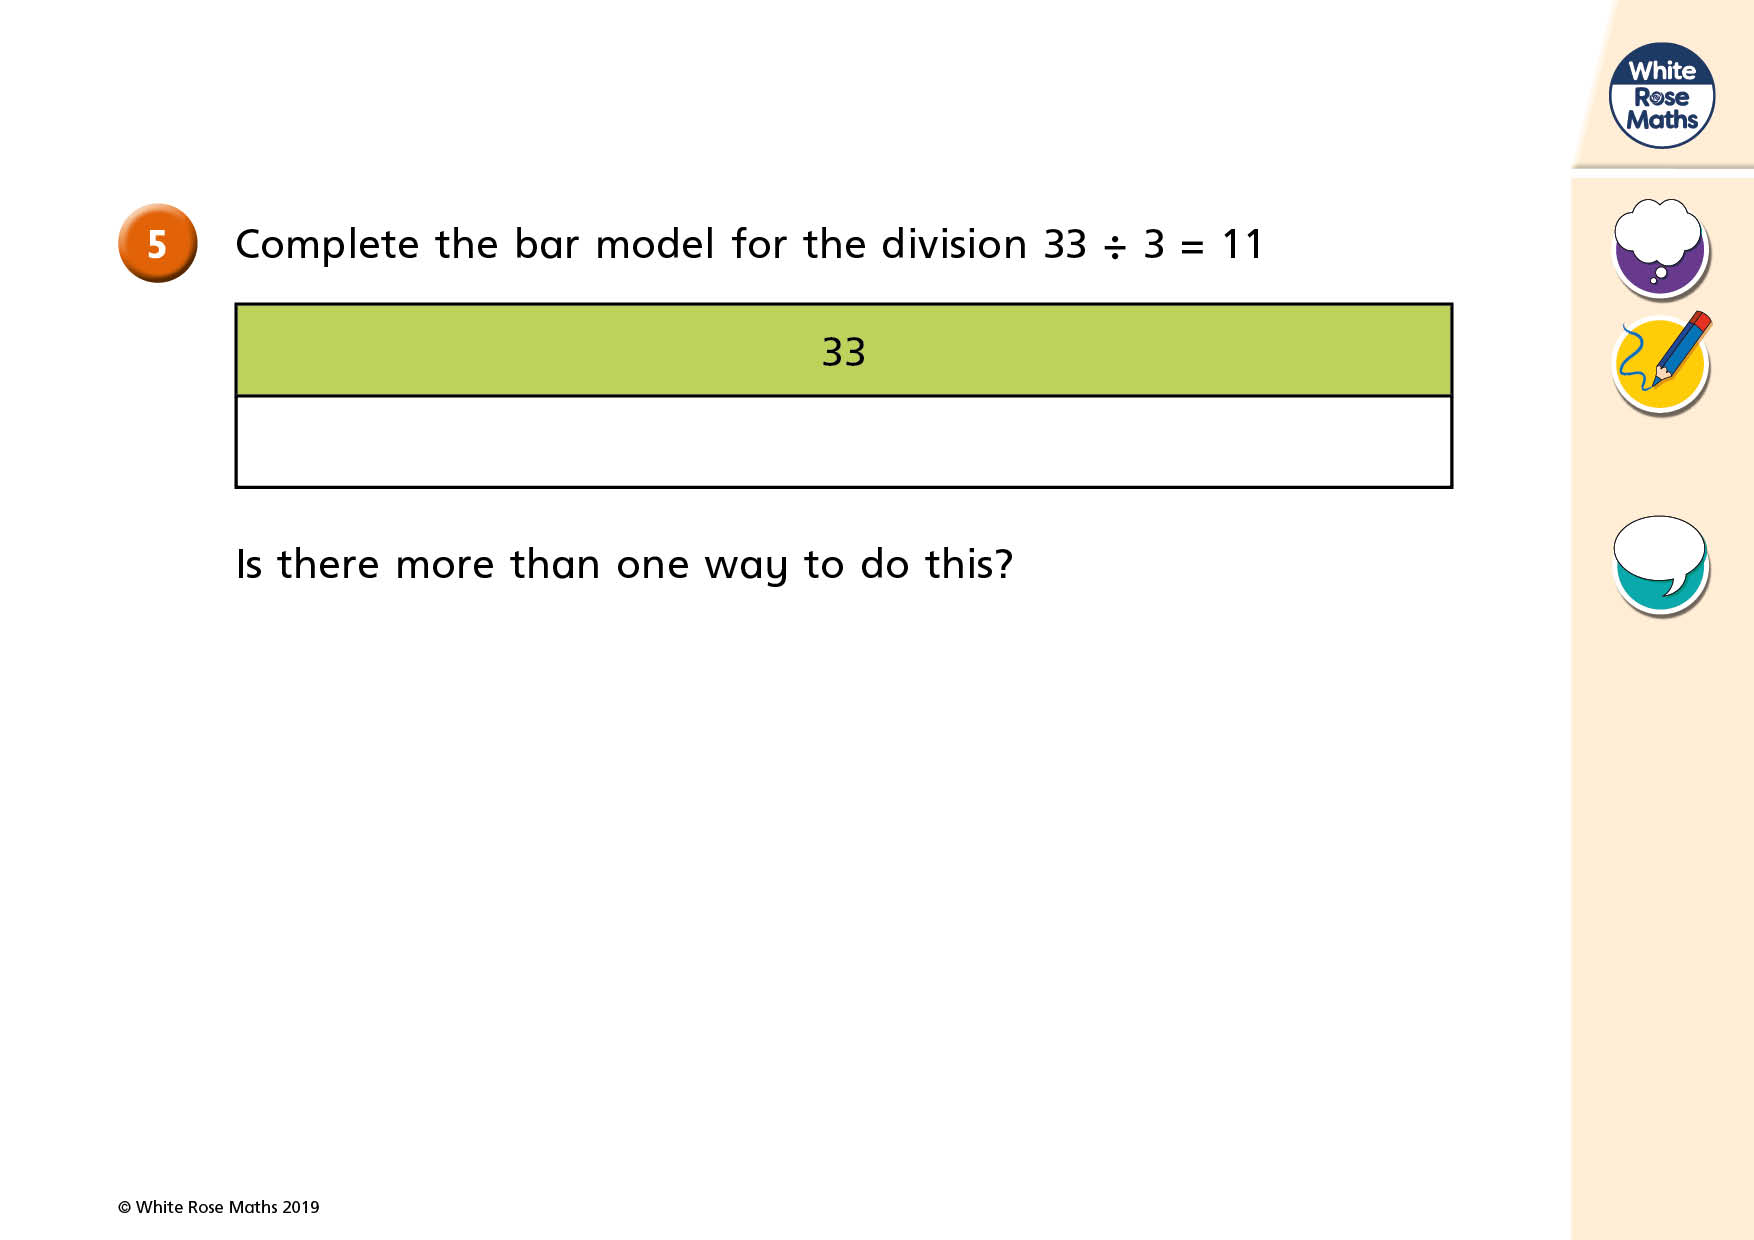 White
Rose
Maths
5 Complete the bar model for the division 33 ÷ 3 = 11
33
Is there more than one way to do this?
© White Rose Maths 2019